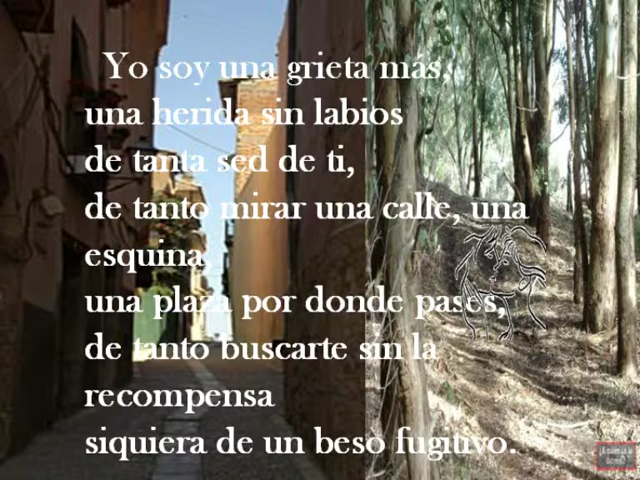 Yo soy una grieta más,
una herida sin labios
de tanta sed de ti,
de tanto mirar una calle, una
esquina,
una plaza por donde pases,
de tanto buscarte sin la
recompensa
siquiera de un beso fugitivo.